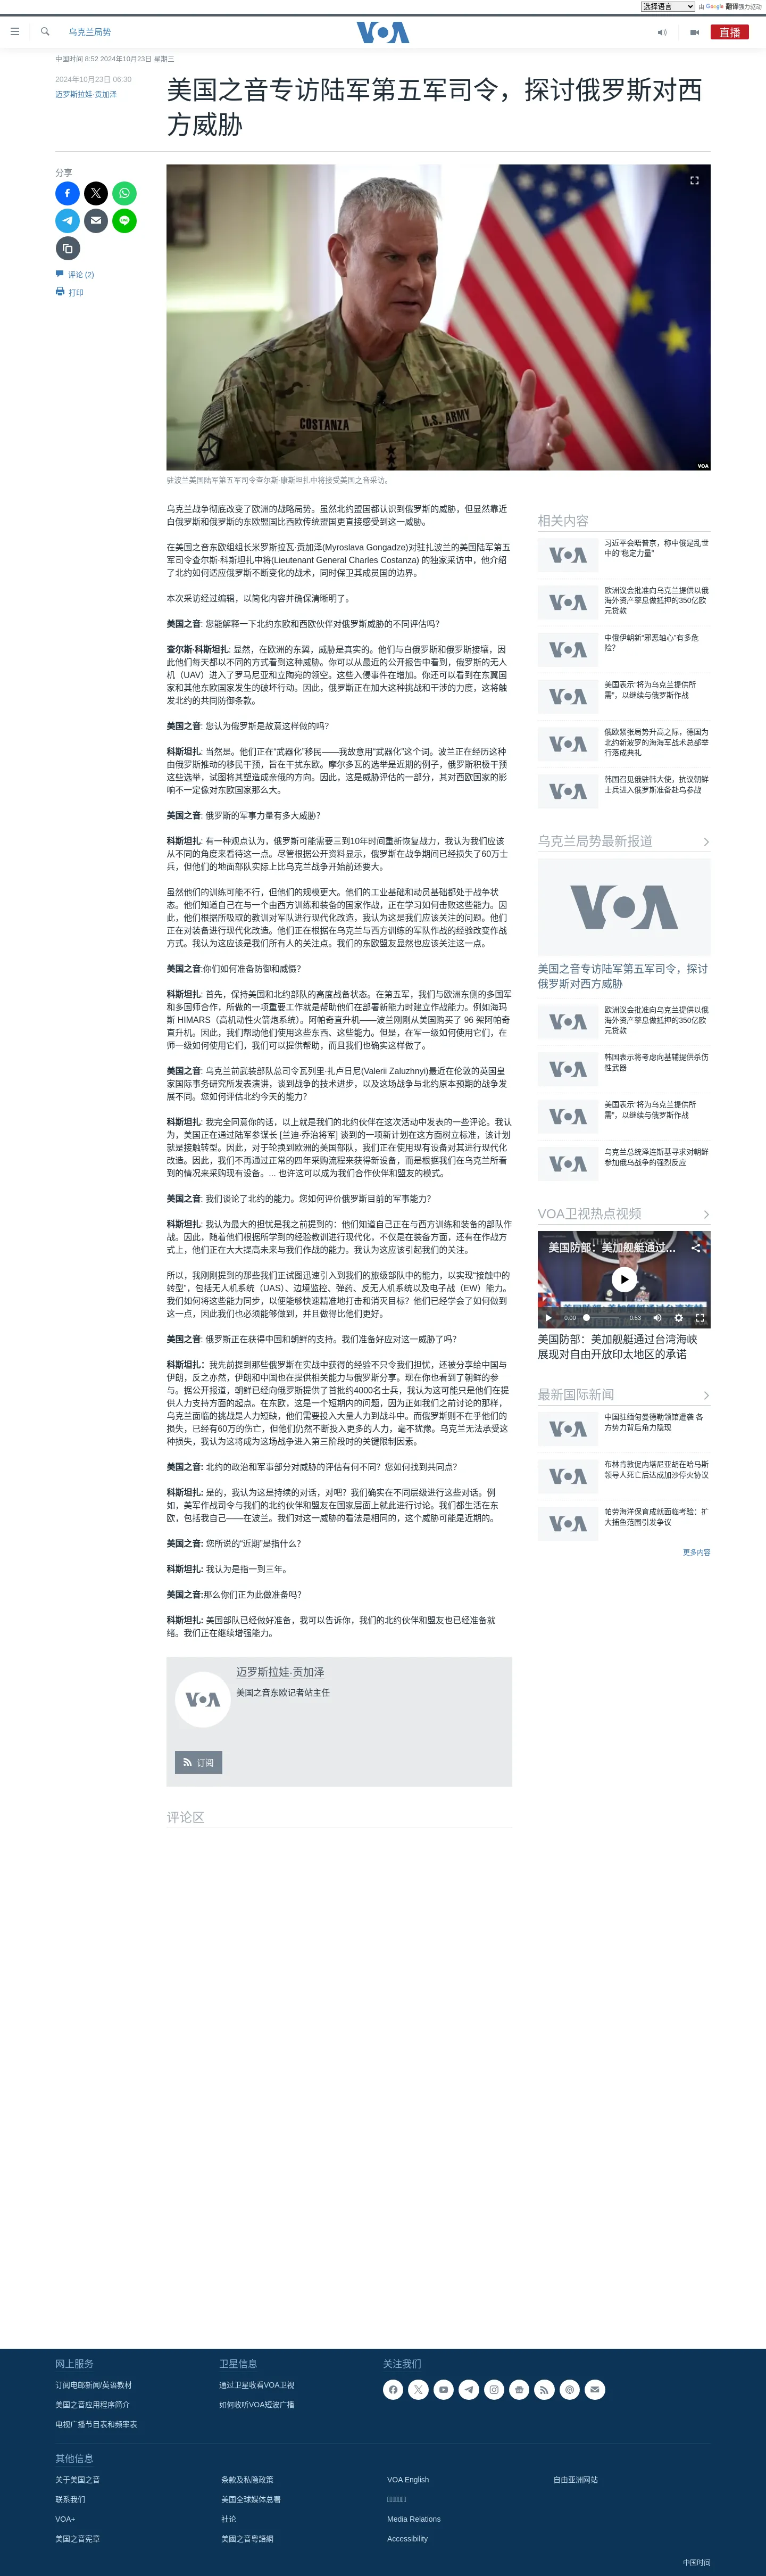 选择语言 由 Google 翻译强力驱动
乌克兰局势
VOA
直播
中国时间 8:52 2024年10月23日 星期三
2024年10月23日 06:30
迈罗斯拉娃·贡加泽
美国之音专访陆军第五军司令，探讨俄罗斯对西
方威胁
分享
评论 (2)
打印
COSTANZA
U.S. ARMY
VOA
驻波兰美国陆军第五军司令查尔斯·康斯坦扎中将接受美国之音采访。
乌克兰战争彻底改变了欧洲的战略局势。虽然北约盟国都认识到俄罗斯的威胁，但显然靠近
白俄罗斯和俄罗斯的东欧盟国比西欧传统盟国更直接感受到这一威胁。
在美国之音东欧组组长米罗斯拉瓦·贡加泽(Myroslava Gongadze)对驻扎波兰的美国陆军第五
军司令查尔斯·科斯坦扎中将(Lieutenant General Charles Costanza) 的独家采访中，他介绍
了北约如何适应俄罗斯不断变化的战术，同时保卫其成员国的边界。
本次采访经过编辑，以简化内容并确保清晰明了。
美国之音: 您能解释一下北约东欧和西欧伙伴对俄罗斯威胁的不同评估吗？
查尔斯·科斯坦扎: 显然，在欧洲的东翼，威胁是真实的。他们与白俄罗斯和俄罗斯接壤，因
此他们每天都以不同的方式看到这种威胁。你可以从最近的公开报告中看到，俄罗斯的无人
机（UAV）进入了罗马尼亚和立陶宛的领空。这些入侵事件在增加。你还可以看到在东翼国
家和其他东欧国家发生的破坏行动。因此，俄罗斯正在加大这种挑战和干涉的力度，这将触
发北约的共同防御条款。
美国之音: 您认为俄罗斯是故意这样做的吗？
科斯坦扎: 当然是。他们正在“武器化”移民——我故意用“武器化”这个词。波兰正在经历这种
由俄罗斯推动的移民干预，旨在干扰东欧。摩尔多瓦的选举是近期的例子，俄罗斯积极干预
这些选举，试图将其塑造成亲俄的方向。因此，这是威胁评估的一部分，其对西欧国家的影
响不一定像对东欧国家那么大。
美国之音: 俄罗斯的军事力量有多大威胁？
科斯坦扎: 有一种观点认为，俄罗斯可能需要三到10年时间重新恢复战力，我认为我们应该
从不同的角度来看待这一点。尽管根据公开资料显示，俄罗斯在战争期间已经损失了60万士
兵，但他们的地面部队实际上比乌克兰战争开始前还要大。
虽然他们的训练可能不行，但他们的规模更大。他们的工业基础和动员基础都处于战争状
态。他们知道自己在与一个由西方训练和装备的国家作战，正在学习如何击败这些能力。因
此，他们根据所吸取的教训对军队进行现代化改造，我认为这是我们应该关注的问题。他们
正在对装备进行现代化改造。他们正在根据在乌克兰与西方训练的军队作战的经验改变作战
方式。我认为这应该是我们所有人的关注点。我们的东欧盟友显然也应该关注这一点。
美国之音:你们如何准备防御和威慑？
科斯坦扎: 首先，保持美国和北约部队的高度战备状态。在第五军，我们与欧洲东侧的多国军
和多国师合作，所做的一项重要工作就是帮助他们在部署新能力时建立作战能力。例如海玛
斯 HIMARS（高机动性火箭炮系统）。阿帕奇直升机——波兰刚刚从美国购买了 96 架阿帕奇
直升机。因此，我们帮助他们使用这些东西、这些能力。但是，在军一级如何使用它们，在
师一级如何使用它们，我们可以提供帮助，而且我们也确实这样做了。
美国之音: 乌克兰前武装部队总司令瓦列里·扎卢日尼(Valerii Zaluzhnyi)最近在伦敦的英国皇
家国际事务研究所发表演讲，谈到战争的技术进步，以及这场战争与北约原本预期的战争发
展不同。您如何评估北约今天的能力？
科斯坦扎: 我完全同意你的话，以上就是我们的北约伙伴在这次活动中发表的一些评论。我认
为，美国正在通过陆军参谋长 [兰迪·乔治将军] 谈到的一项新计划在这方面树立标准，该计划
就是接触转型。因此，对于轮换到欧洲的美国部队，我们正在使用现有设备对其进行现代化
改造。因此，我们不再通过正常的四年采购流程来获得新设备，而是根据我们在乌克兰所看
到的情况来采购现有设备。... 也许这可以成为我们合作伙伴和盟友的模式。
美国之音: 我们谈论了北约的能力。您如何评价俄罗斯目前的军事能力？
科斯坦扎: 我认为最大的担忧是我之前提到的：他们知道自己正在与西方训练和装备的部队作
战。因此，随着他们根据所学到的经验教训进行现代化，不仅是在装备方面，还有在作战方
式上，他们正在大大提高未来与我们作战的能力。我认为这应该引起我们的关注。
所以，我刚刚提到的那些我们正试图迅速引入到我们的旅级部队中的能力，以实现“接触中的
转型”，包括无人机系统（UAS）、边境监控、弹药、反无人机系统以及电子战（EW）能力。
我们如何将这些能力同步，以便能够快速精准地打击和消灭目标？他们已经学会了如何做到
这一点，因此我们也必须能够做到，并且做得比他们更好。
美国之音: 俄罗斯正在获得中国和朝鲜的支持。我们准备好应对这一威胁了吗？
科斯坦扎：我先前提到那些俄罗斯在实战中获得的经验不只令我们担忧，还被分享给中国与
伊朗，反之亦然，伊朗和中国也在提供相关能力与俄罗斯分享。现在你也看到了朝鲜的参
与。据公开报道，朝鲜已经向俄罗斯提供了首批约4000名士兵，我认为这可能只是他们在提
供人力支持方面的起点。在东欧，这是一个短期内的问题，因为正如我们之前讨论的那样，
乌克兰面临的挑战是人力短缺，他们需要投入大量人力到战斗中。而俄罗斯则不在乎他们的
损失，已经有60万的伤亡，但他们仍然不断投入更多的人力，毫不犹豫。乌克兰无法承受这
种损失，我认为这将成为这场战争进入第三阶段时的关键限制因素。
美国之音: 北约的政治和军事部分对威胁的评估有何不同？您如何找到共同点？
科斯坦扎: 是的，我认为这是持续的对话，对吧？我们确实在不同层级进行这些对话。例
如，美军作战司令与我们的北约伙伴和盟友在国家层面上就此进行讨论。我们都生活在东
欧，包括我自己——在波兰。我们对这一威胁的看法是相同的，这个威胁可能是近期的。
美国之音: 您所说的“近期”是指什么？
科斯坦扎: 我认为是指一到三年。
美国之音:那么你们正为此做准备吗？
科斯坦扎: 美国部队已经做好准备，我可以告诉你，我们的北约伙伴和盟友也已经准备就
绪。我们正在继续增强能力。
迈罗斯拉娃·贡加泽
美国之音东欧记者站主任
VOA
订阅
评论区
相关内容
习近平会晤普京，称中俄是乱世
中的“稳定力量”
欧洲议会批准向乌克兰提供以俄
海外资产孳息做抵押的350亿欧
元贷款
中俄伊朝新“邪恶轴心”有多危
险？
美国表示“将为乌克兰提供所
需”，以继续与俄罗斯作战
俄欧紧张局势升高之际，德国为
北约新波罗的海海军战术总部举
行落成典礼
韩国召见俄驻韩大使，抗议朝鲜
士兵进入俄罗斯准备赴乌参战
乌克兰局势最新报道
VOA
美国之音专访陆军第五军司令，探讨
俄罗斯对西方威胁
欧洲议会批准向乌克兰提供以俄
海外资产孳息做抵押的350亿欧
元贷款
韩国表示将考虑向基辅提供杀伤
性武器
美国表示“将为乌克兰提供所
需”，以继续与俄罗斯作战
乌克兰总统泽连斯基寻求对朝鲜
参加俄乌战争的强烈反应
VOA卫视热点视频
美国防部：美加舰艇通过...
0:00 0:53
美国防部：美加舰艇通过台湾海峡
展现对自由开放印太地区的承诺
最新国际新闻
中国驻缅甸曼德勒领馆遭袭 各
方势力背后角力隐现
布林肯敦促内塔尼亚胡在哈马斯
领导人死亡后达成加沙停火协议
帕劳海洋保育成就面临考验：扩
大捕鱼范围引发争议
更多内容
网上服务
订阅电邮新闻/英语教材
美国之音应用程序简介
电视广播节目表和频率表
卫星信息
通过卫星收看VOA卫视
如何收听VOA短波广播
关注我们
其他信息
关于美国之音
联系我们
VOA+
美国之音宪章
条款及私隐政策
美国全球媒体总署
社论
美國之音粵語網
VOA English
Media Relations
Accessibility
自由亚洲网站
中国时间